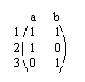 a b
1 / 1 1 \
2 | 1 0 |
3 \ 0 1 /